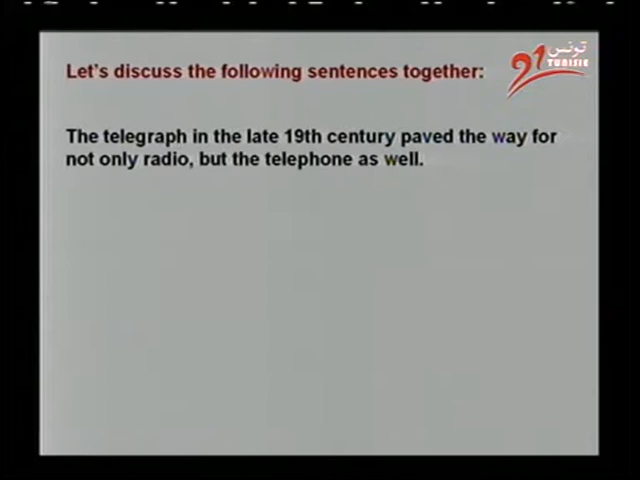 Let's discuss the following sentences together:
تونس
21
TUNISIE
The telegraph in the late 19th century paved the way for
not only radio, but the telephone as well.